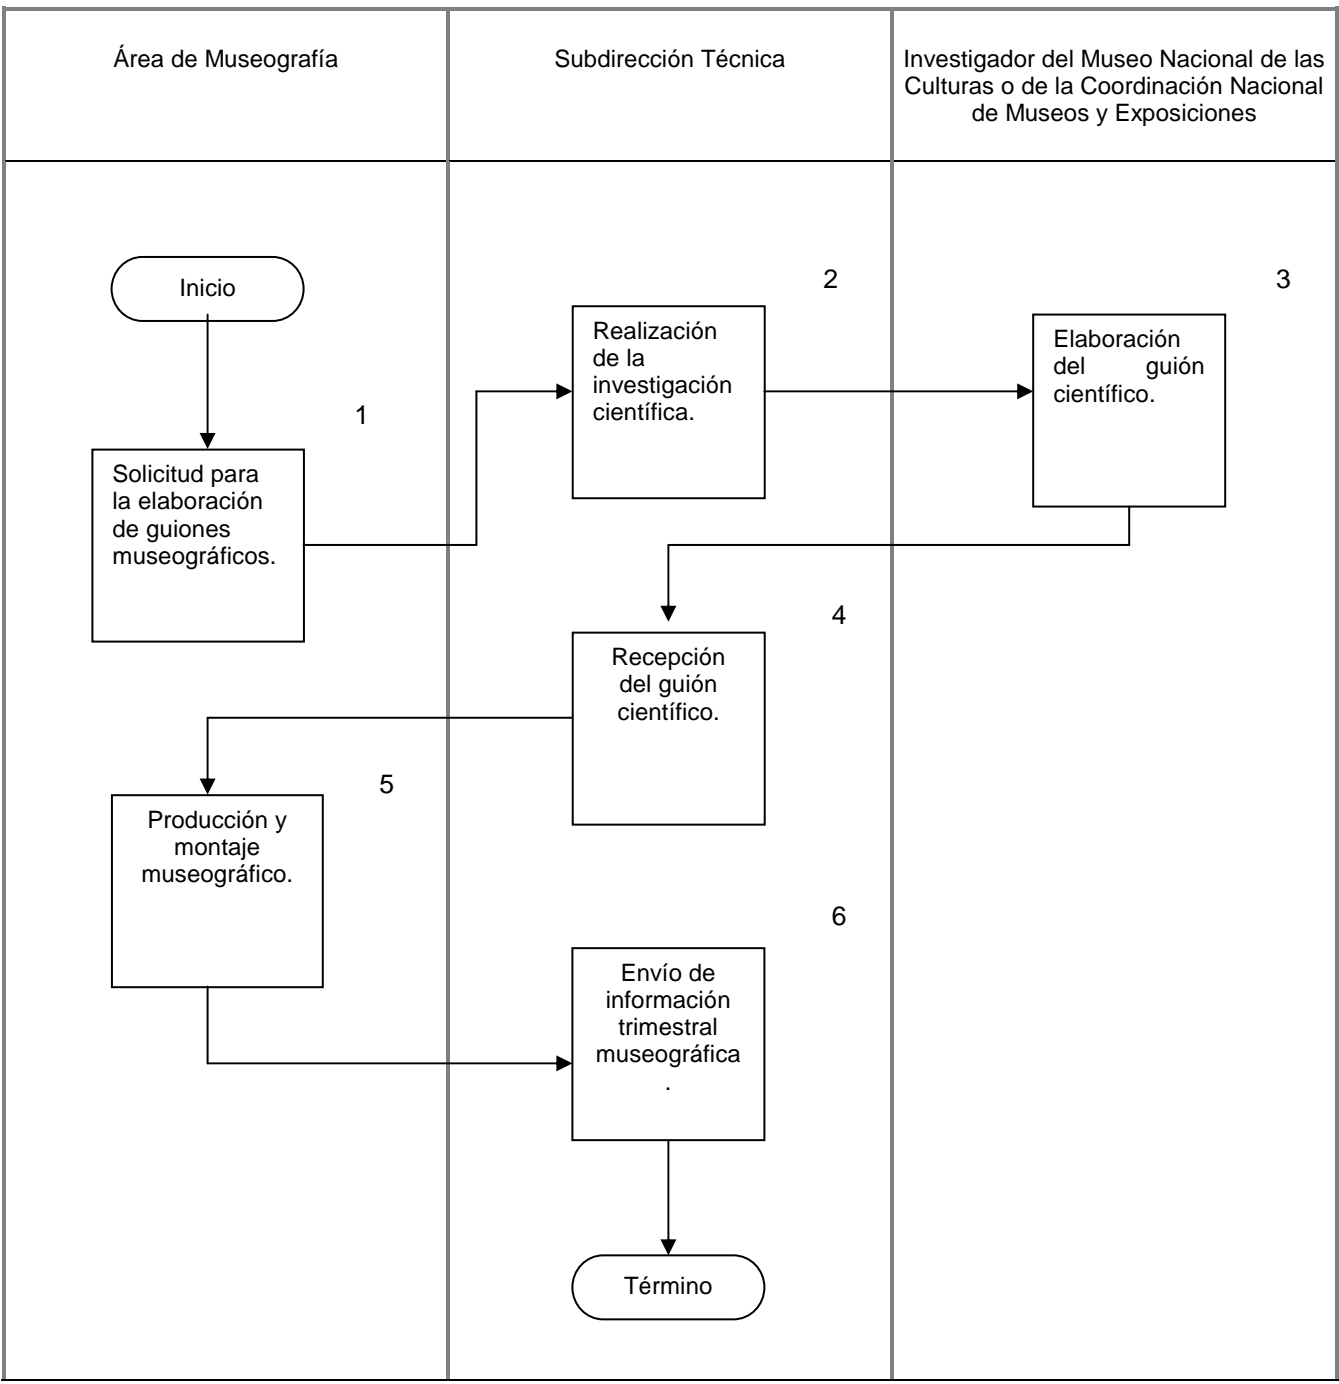 Área de Museografía
Subdirección Técnica
Investigador del Museo Nacional de las
Culturas o de la Coordinación Nacional
de Museos y Exposiciones
Inicio
1
Solicitud para
la elaboración
de guiones
museográficos.
2
Realización
de la
investigación
científica.
3
Elaboración
del guión
científico.
4
Recepción
del guión
científico.
5
Producción y
montaje
museográfico.
6
Envío de
información
trimestral
museográfica
.
Término